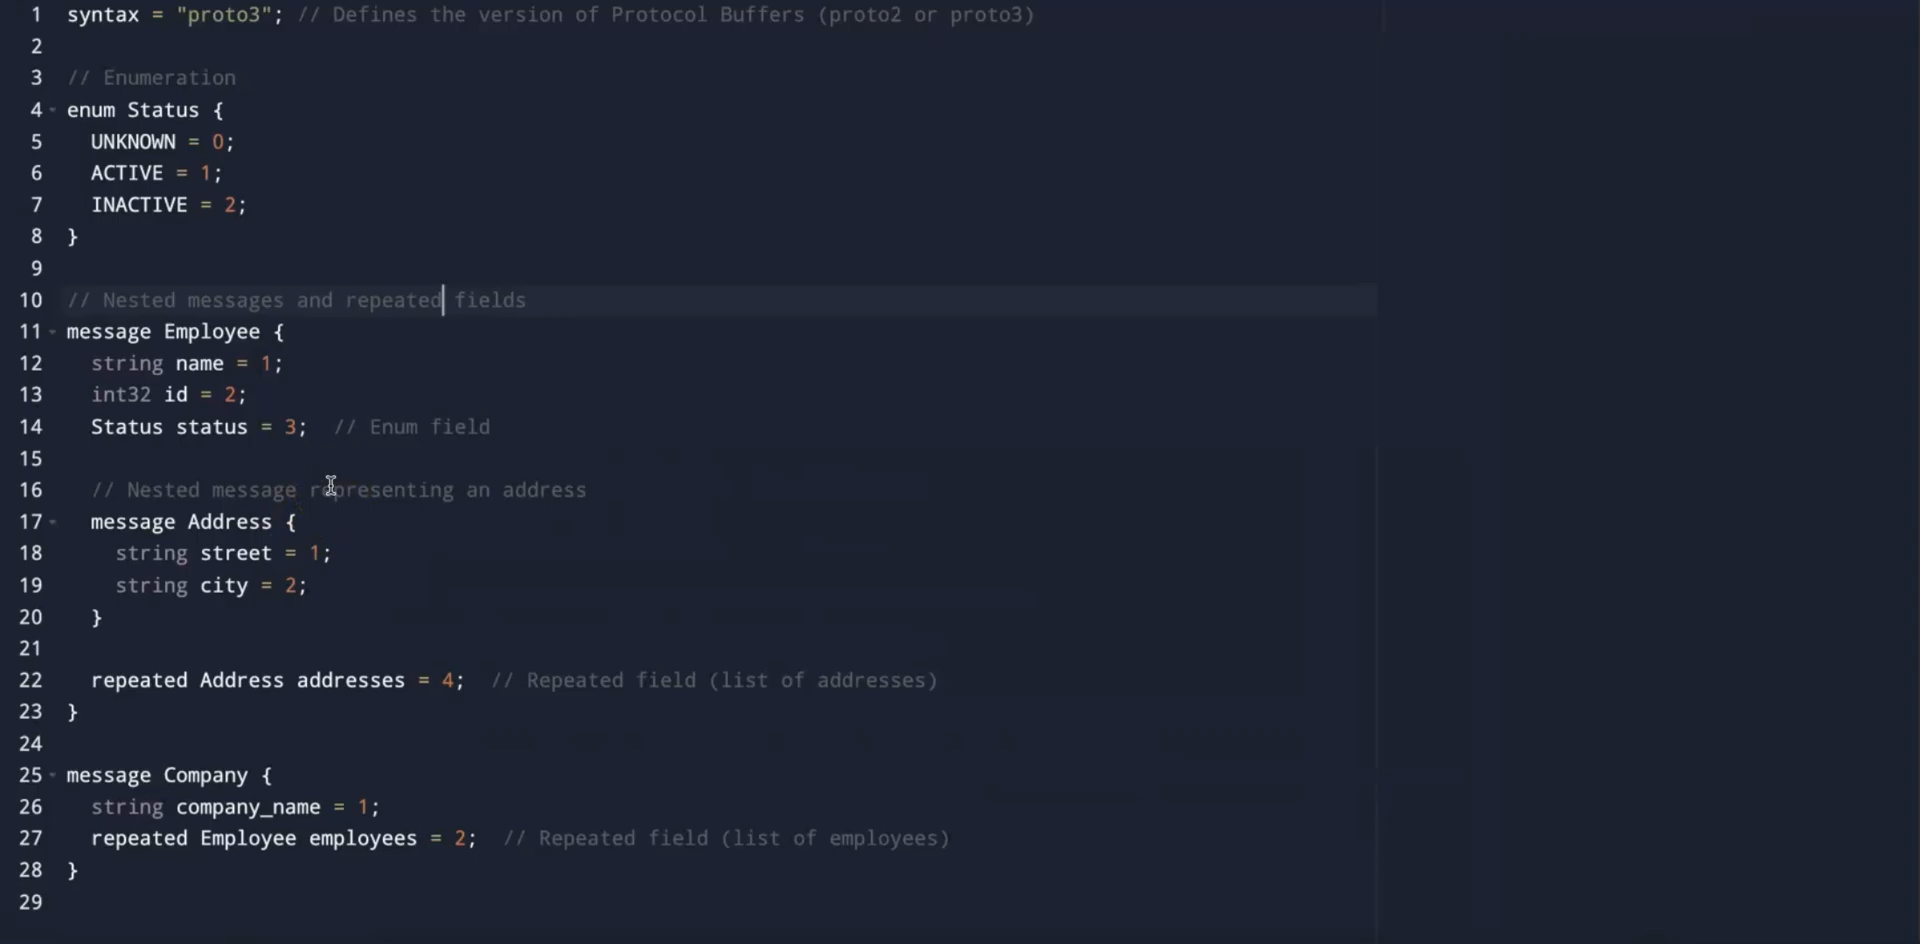 1 syntax = "proto3"; // Defines the version of Protocol Buffers (proto2 or proto3)
2
3 // Enumeration
4 enum Status {
5   UNKNOWN = 0;
6   ACTIVE = 1;
7   INACTIVE = 2;
8 }
9
10 // Nested messages and repeated fields
11 message Employee {
12   string name = 1;
13   int32 id = 2;
14   Status status = 3;  // Enum field
15
16   // Nested message representing an address
17   message Address {
18     string street = 1;
19     string city = 2;
20   }
21
22   repeated Address addresses = 4;  // Repeated field (list of addresses)
23 }
24
25 message Company {
26   string company_name = 1;
27   repeated Employee employees = 2;  // Repeated field (list of employees)
28 }
29